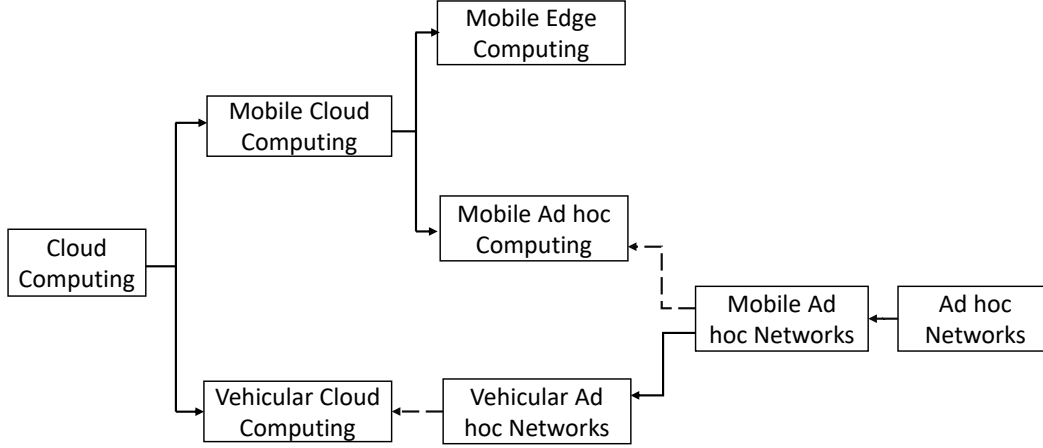 Mobile Edge
Computing
Mobile Cloud
Computing
Mobile Ad hoc
Computing
Cloud
Computing
Mobile Ad
hoc Networks
Ad hoc
Networks
Vehicular Cloud
Computing
Vehicular Ad
hoc Networks